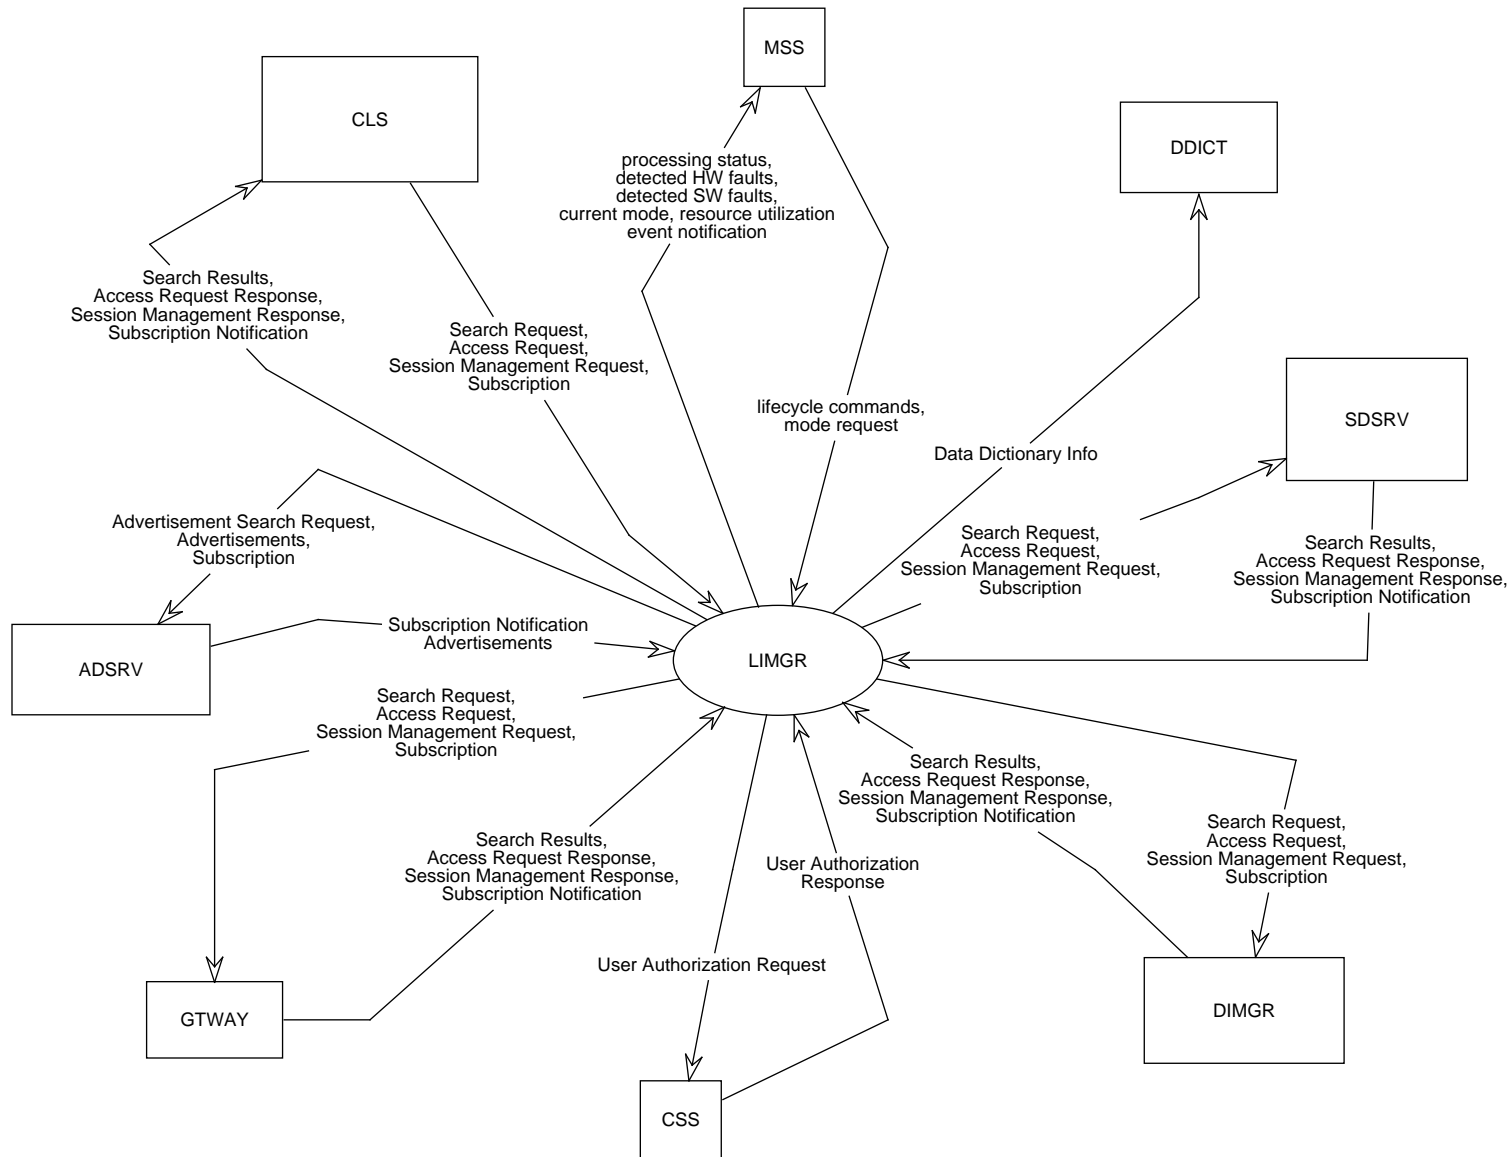 MSS
CLS
DDICT
processing status,
detected HW faults,
detected SW faults,
current mode, resource utilization
event notification
Search Results,
Access Request Response,
Session Management Response,
Subscription Notification
Search Request,
Access Request,
Session Management Request,
Subscription
lifecycle commands,
mode request
Data Dictionary Info
SDSRV
Advertisement Search Request,
Advertisements,
Subscription
Search Request,
Access Request,
Session Management Request,
Subscription
Search Results,
Access Request Response,
Session Management Response,
Subscription Notification
ADSRV
Subscription Notification
Advertisements
LIMGR
Search Request,
Access Request,
Session Management Request,
Subscription
Search Results,
Access Request Response,
Session Management Response,
Subscription Notification
Search Results,
Access Request Response,
Session Management Response,
Subscription Notification
User Authorization
Response
Search Request,
Access Request,
Session Management Request,
Subscription
User Authorization Request
GTWAY
DIMGR
CSS